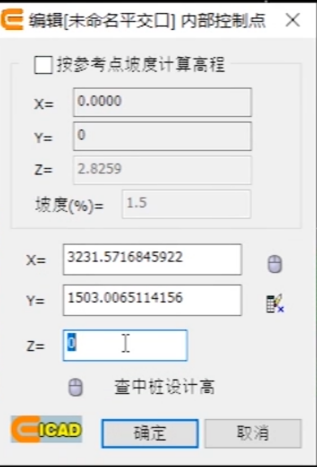 编辑[未命名平交口] 内部控制点
按参考点坡度计算高程
X= 0.0000
Y= 0
Z= 2.8259
坡度(%)= 1.5
X= 3231.5716845922
Y= 1503.0065114156
Z= 0
查中桩设计高
EICAD 确定 取消